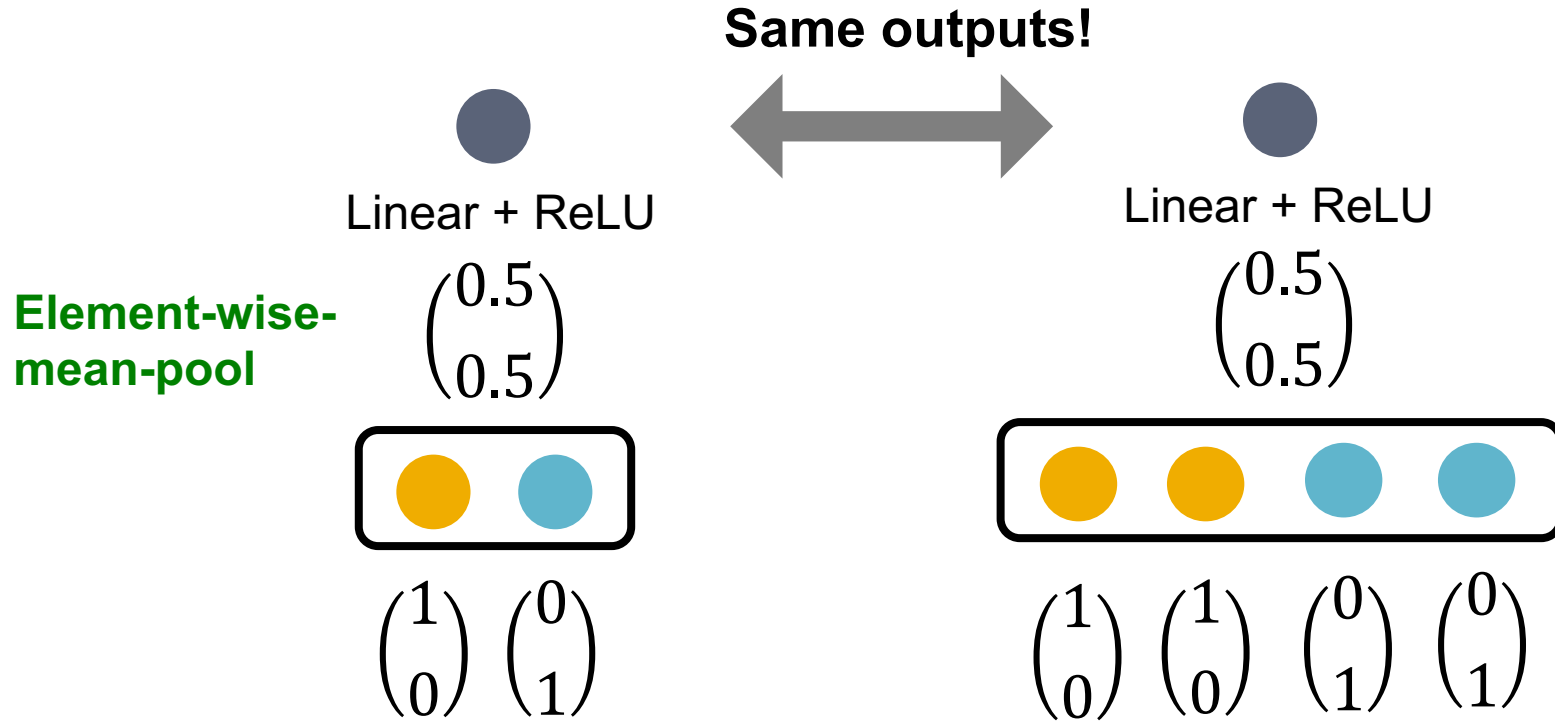 Same outputs!
Linear + ReLU
Linear + ReLU
Element-wise-
mean-pool
(0.5 0.5)
(0.5 0.5)
(1 0) (0 1)
(1 0) (1 0) (0 1) (0 1)